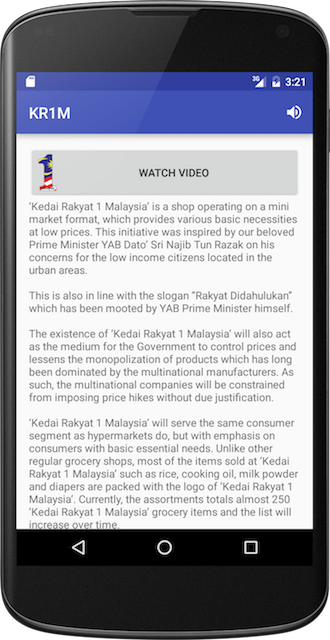 3G 3:21
KR1M
1 WATCH VIDEO
‘Kedai Rakyat 1 Malaysia’ is a shop operating on a mini
market format, which provides various basic necessities
at low prices. This initiative was inspired by our beloved
Prime Minister YAB Dato’ Sri Najib Tun Razak on his
concerns for the low income citizens located in the
urban areas.
This is also in line with the slogan “Rakyat Didahulukan”
which has been mooted by YAB Prime Minister himself.
The existence of ‘Kedai Rakyat 1 Malaysia’ will also act
as the medium for the Government to control prices and
lessens the monopolization of products which has long
been dominated by the multinational manufacturers. As
such, the multinational companies will be constrained
from imposing price hikes without due justification.
‘Kedai Rakyat 1 Malaysia’ will serve the same consumer
segment as hypermarkets do, but with emphasis on
consumers with basic essential needs. Unlike other
regular grocery shops, most of the items sold at ‘Kedai
Rakyat 1 Malaysia’ such as rice, cooking oil, milk powder
and diapers are packed with the logo of ‘Kedai Rakyat 1
Malaysia’. Currently, the assortments totals almost 250
‘Kedai Rakyat 1 Malaysia’ grocery items and the list will
increase over time.